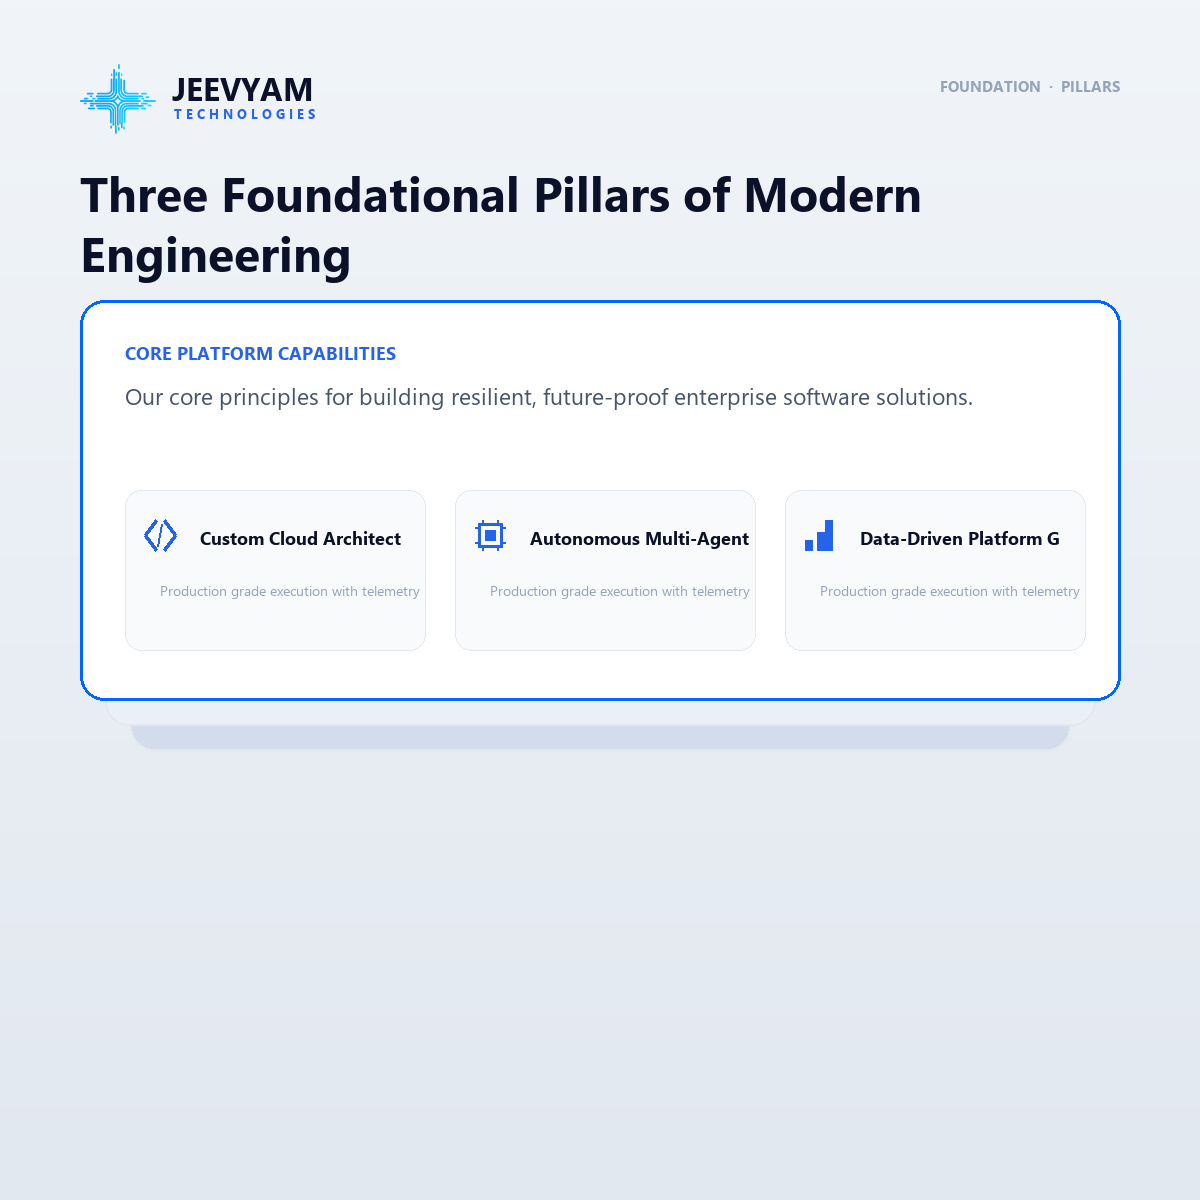 JEEVYAM
TECHNOLOGIES
FOUNDATION · PILLARS
Three Foundational Pillars of Modern
Engineering
CORE PLATFORM CAPABILITIES
Our core principles for building resilient, future-proof enterprise software solutions.
Custom Cloud Architect
Production grade execution with telemetry
Autonomous Multi-Agent
Production grade execution with telemetry
Data-Driven Platform G
Production grade execution with telemetry